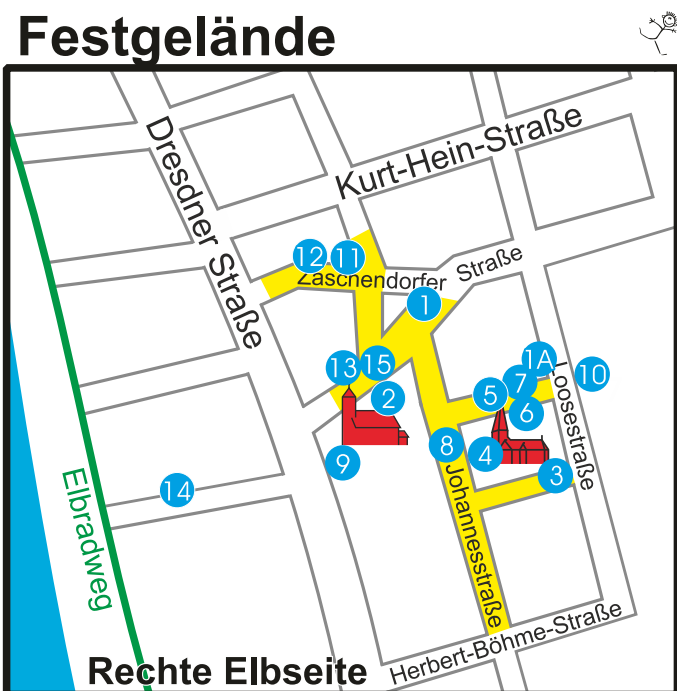 Festgelände
Kurt-Hein-Straße
Dresdner Straße
12
11
Zaschendorfer Straße
1
13
15
2
1A
7
10
5
6
8
4
9
3
14
Loosestraße
Johannesstraße
Elbradweg
Herbert-Böhme-Straße
Rechte Elbseite